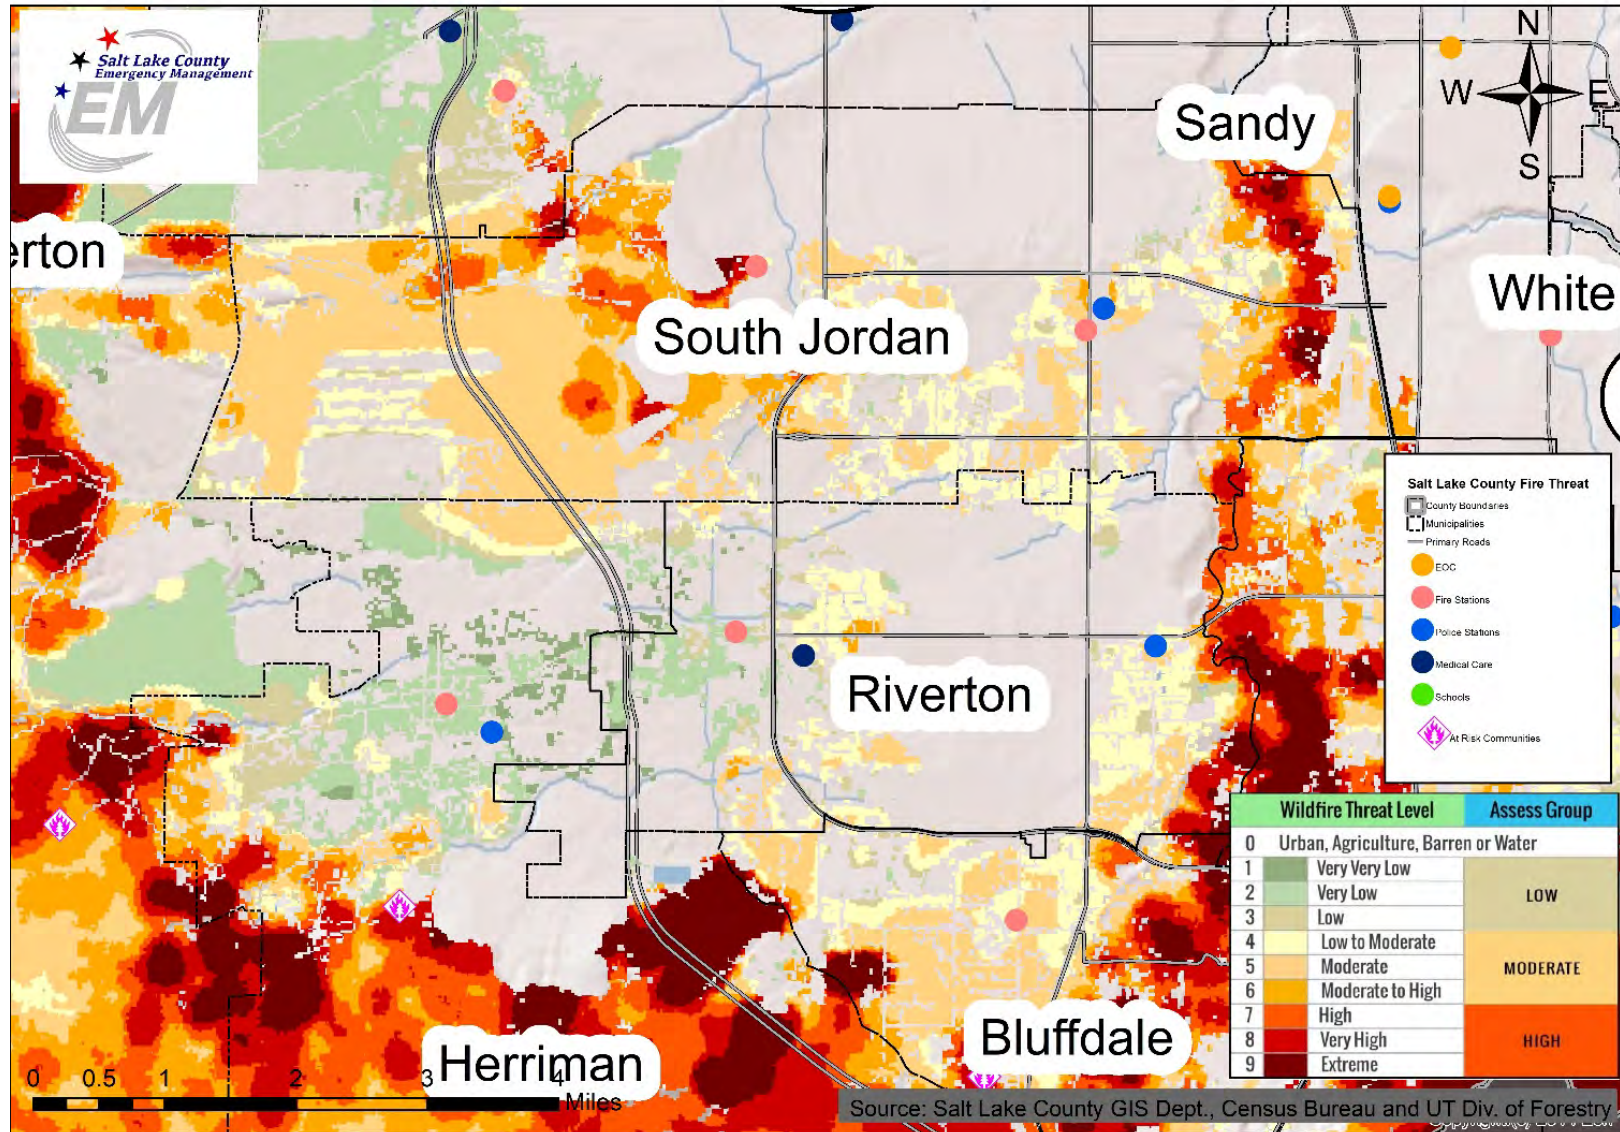 Salt Lake County
Emergency Management
EM
N
W E
S
Sandy
erton
White
South Jordan
Riverton
Bluffdale
Herriman
Salt Lake County Fire Threat
County Boundaries
Municipalities
Primary Roads
EOC
Fire Stations
Police Stations
Medical Care
Schools
At Risk Communities
Wildfire Threat Level Assess Group
0 Urban, Agriculture, Barren or Water
1 Very Very Low
2 Very Low LOW
3 Low
4 Low to Moderate
5 Moderate MODERATE
6 Moderate to High
7 High
8 Very High HIGH
9 Extreme
0 0.5 1 2 3 4
Miles
Source: Salt Lake County GIS Dept., Census Bureau and UT Div. of Forestry